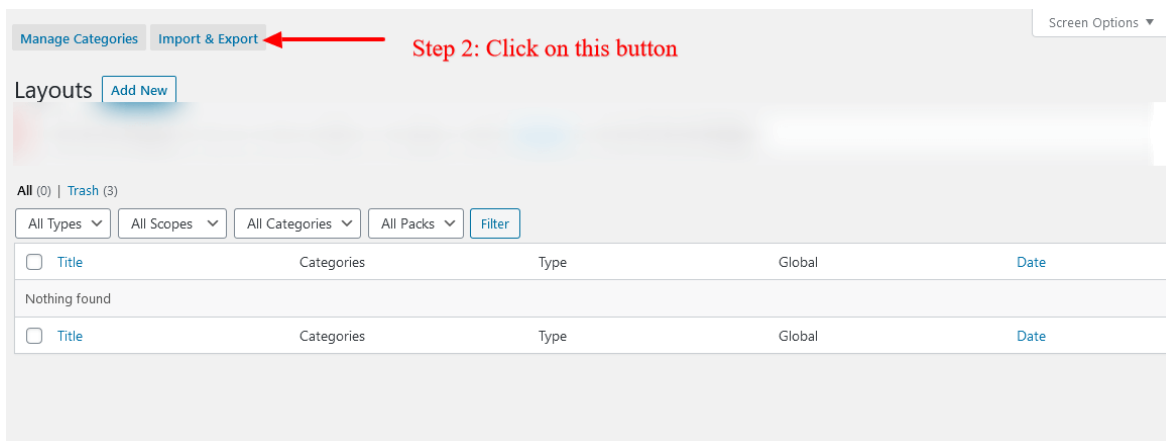 Screen Options
Manage Categories Import & Export Step 2: Click on this button
Layouts Add New
All (0) | Trash (3)
All Types All Scopes All Categories All Packs Filter
Title Categories Type Global Date
Nothing found
Title Categories Type Global Date